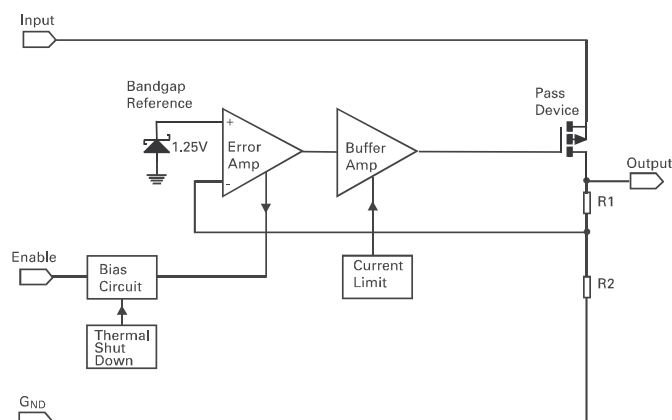 Input
Bandgap
Reference
Pass
Device
+
1.25V
Error
Amp
Buffer
Amp
-
Output
R1
Enable
Bias
Circuit
Current
Limit
R2
Thermal
Shut
Down
GND